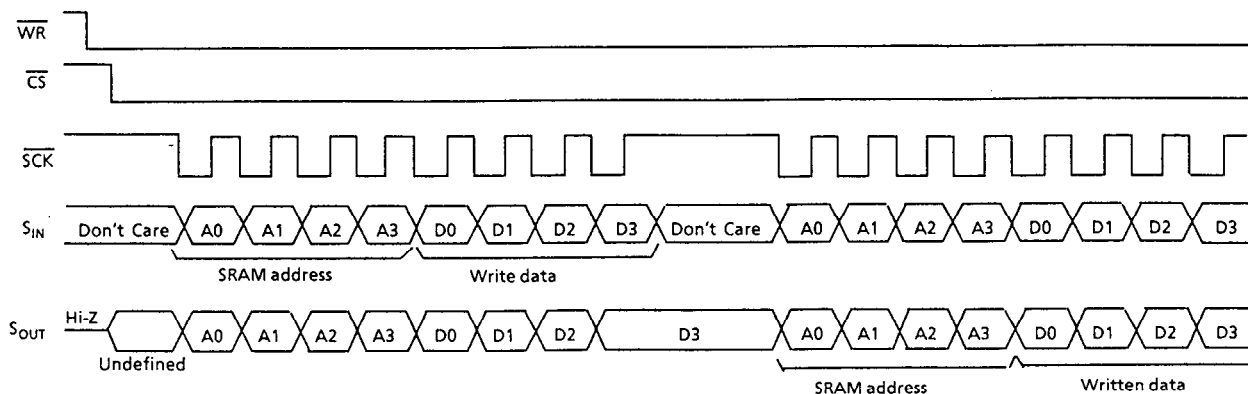 WR
CS
SCK
SIN Don't Care A0 A1 A2 A3 D0 D1 D2 D3 Don't Care A0 A1 A2 A3 D0 D1 D2 D3
SRAM address Write data
SOUT Hi-Z A0 A1 A2 A3 D0 D1 D2 D3 A0 A1 A2 A3 D0 D1 D2 D3
Undefined
SRAM address Written data